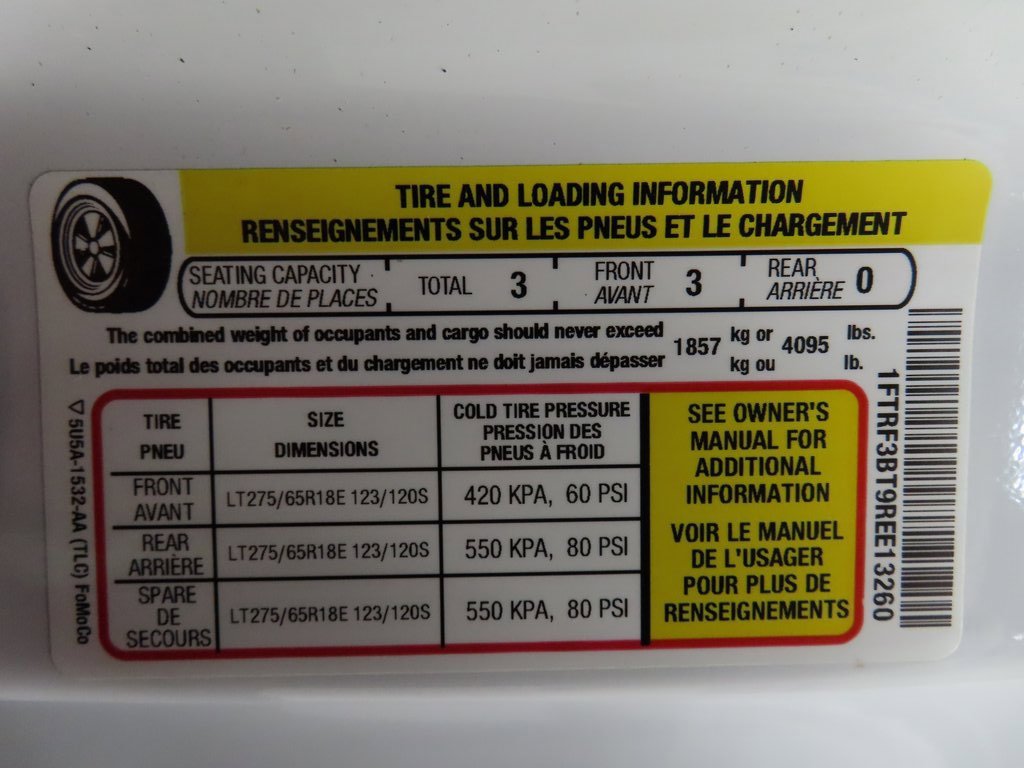 TIRE AND LOADING INFORMATION
RENSEIGNEMENTS SUR LES PNEUS ET LE CHARGEMENT
SEATING CAPACITY TOTAL 3 FRONT 3 REAR 0
NOMBRE DE PLACES AVANT ARRIÈRE
The combined weight of occupants and cargo should never exceed 1857 kg or 4095 lbs.
Le poids total des occupants et du chargement ne doit jamais dépasser kg ou lb.
TIRE SIZE COLD TIRE PRESSURE
PNEU DIMENSIONS PRESSION DES
PNEUS À FROID
FRONT
AVANT LT275/65R18E 123/120S 420 KPA, 60 PSI
REAR
ARRIÈRE LT275/65R18E 123/120S 550 KPA, 80 PSI
SPARE
DE
SECOURS LT275/65R18E 123/120S 550 KPA, 80 PSI
SEE OWNER'S
MANUAL FOR
ADDITIONAL
INFORMATION
VOIR LE MANUEL
DE L'USAGER
POUR PLUS DE
RENSEIGNEMENTS
5U5A-1532-AA (TLC) FoMoCo
1FTRF3BT9REE13260